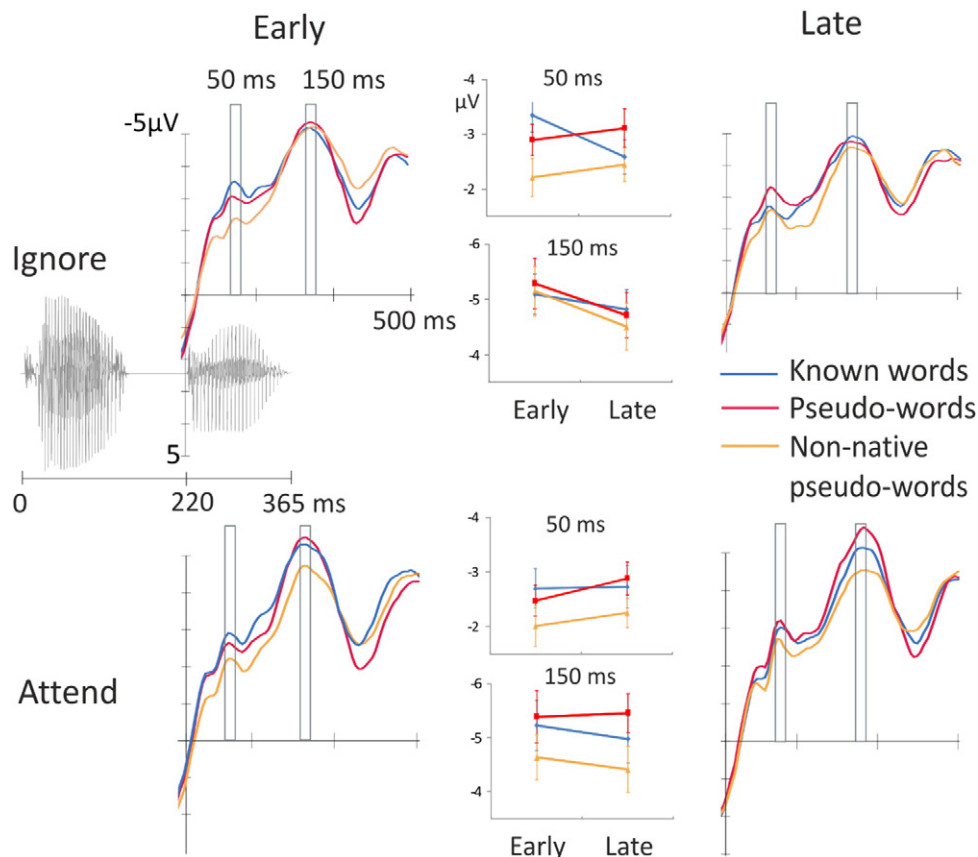 Early
Late
50 ms
150 ms
-5µV
Ignore
500 ms
5
0
220
365 ms
50 ms
-4
µV
-3
-2
150 ms
-6
-5
-4
Early
Late
Known words
Pseudo-words
Non-native
pseudo-words
Attend
50 ms
-4
-3
-2
150 ms
-6
-5
-4
Early
Late